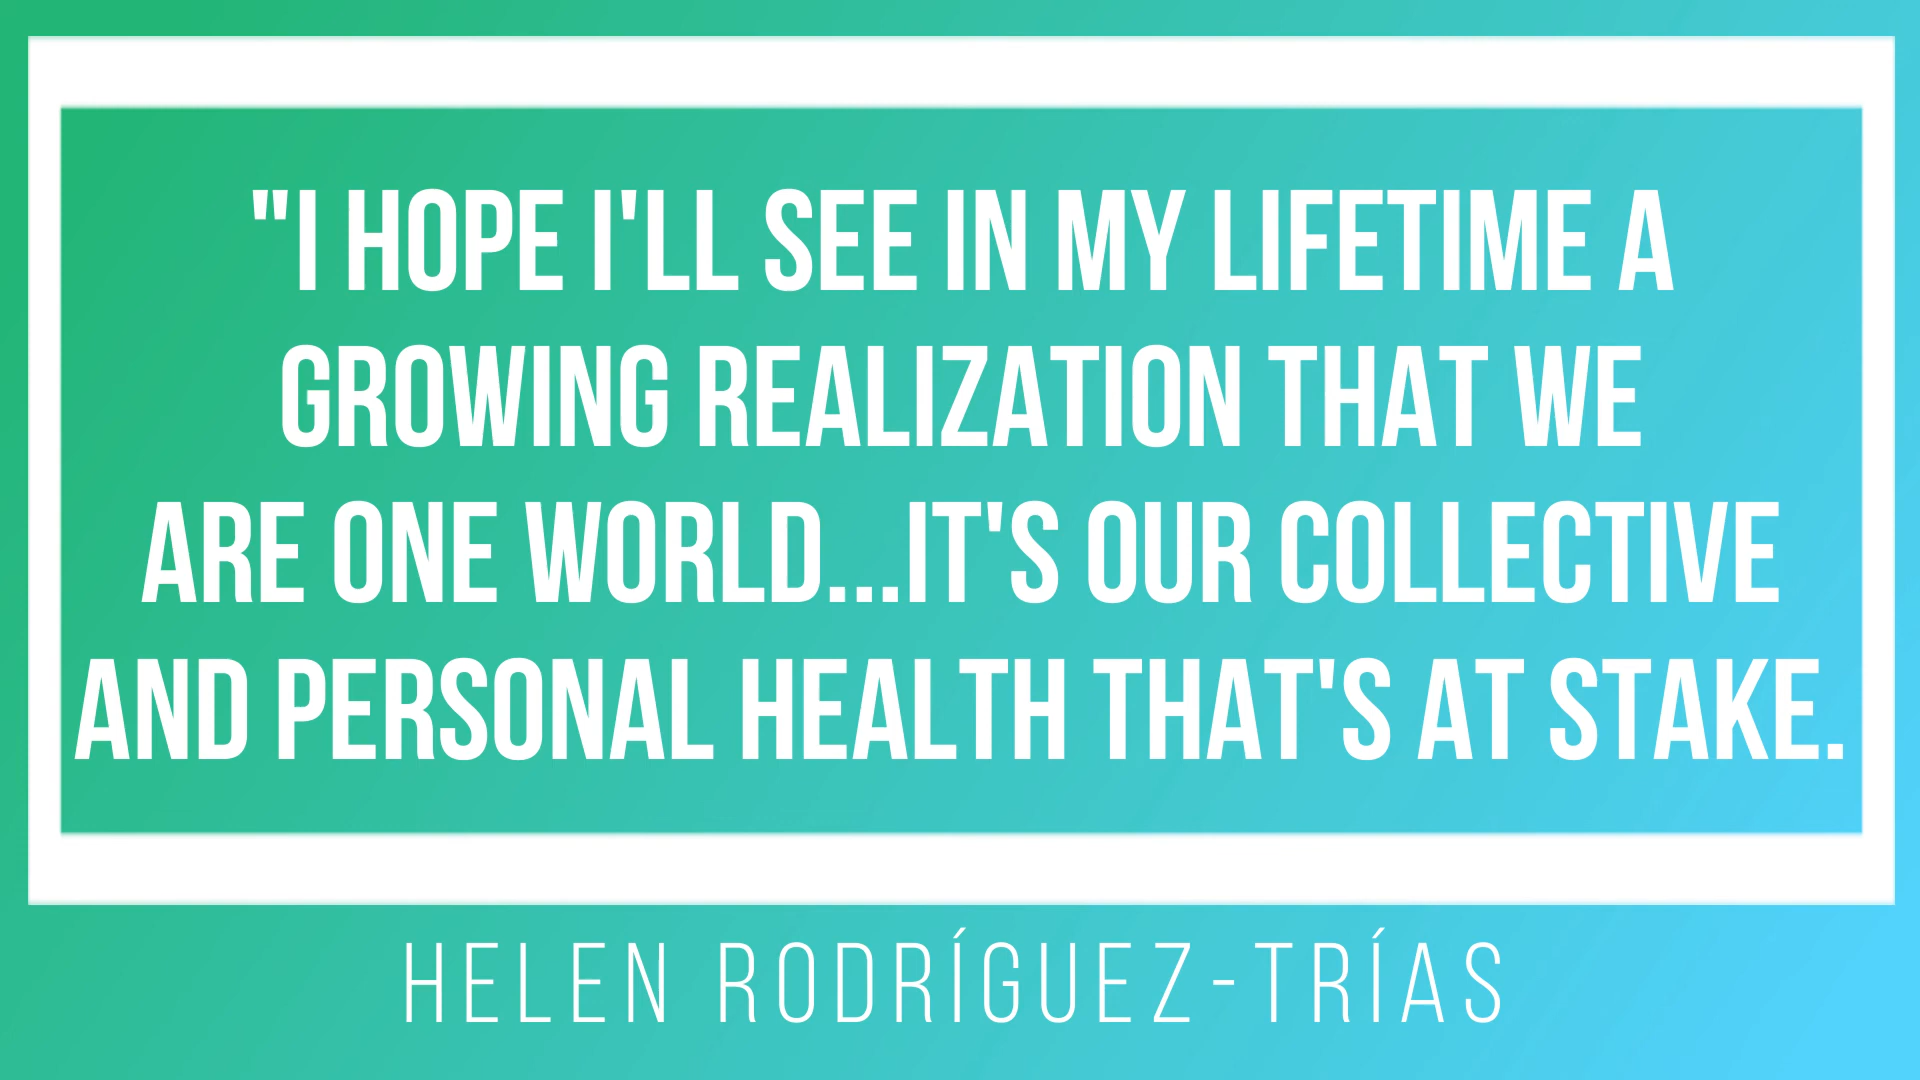 "I HOPE I'LL SEE IN MY LIFETIME A
GROWING REALIZATION THAT WE
ARE ONE WORLD...IT'S OUR COLLECTIVE
AND PERSONAL HEALTH THAT'S AT STAKE.
HELEN RODRÍGUEZ-TRÍAS